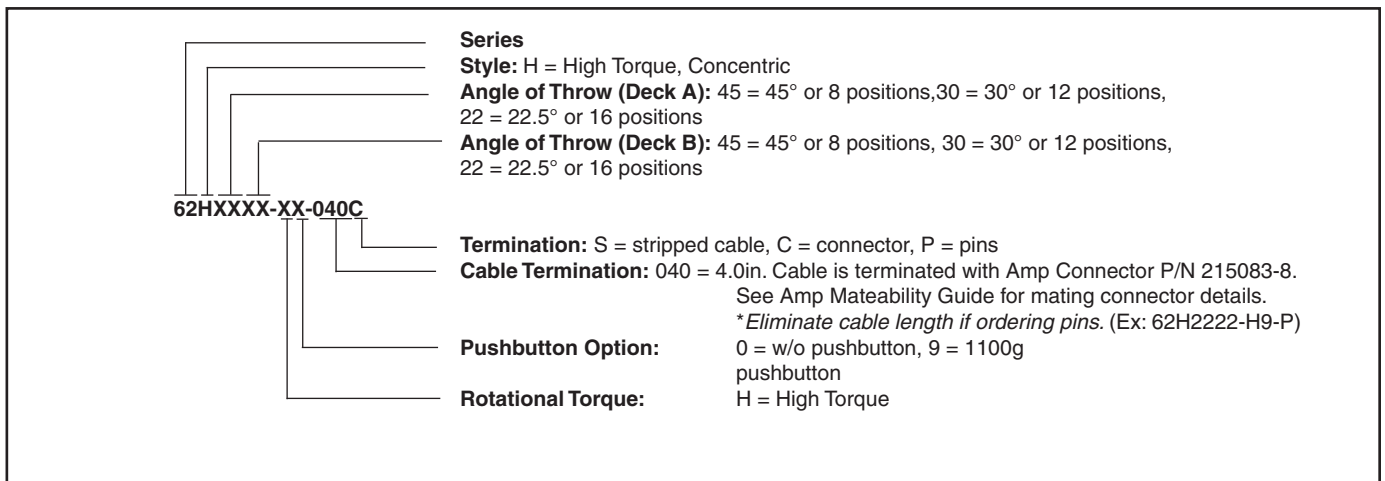 Series
Style: H = High Torque, Concentric
Angle of Throw (Deck A): 45 = 45° or 8 positions,30 = 30° or 12 positions,
22 = 22.5° or 16 positions
Angle of Throw (Deck B): 45 = 45° or 8 positions, 30 = 30° or 12 positions,
22 = 22.5° or 16 positions
62HXXXX-XX-040C
Termination: S = stripped cable, C = connector, P = pins
Cable Termination: 040 = 4.0in. Cable is terminated with Amp Connector P/N 215083-8.
See Amp Mateability Guide for mating connector details.
*Eliminate cable length if ordering pins. (Ex: 62H2222-H9-P)
Pushbutton Option: 0 = w/o pushbutton, 9 = 1100g
pushbutton
Rotational Torque: H = High Torque